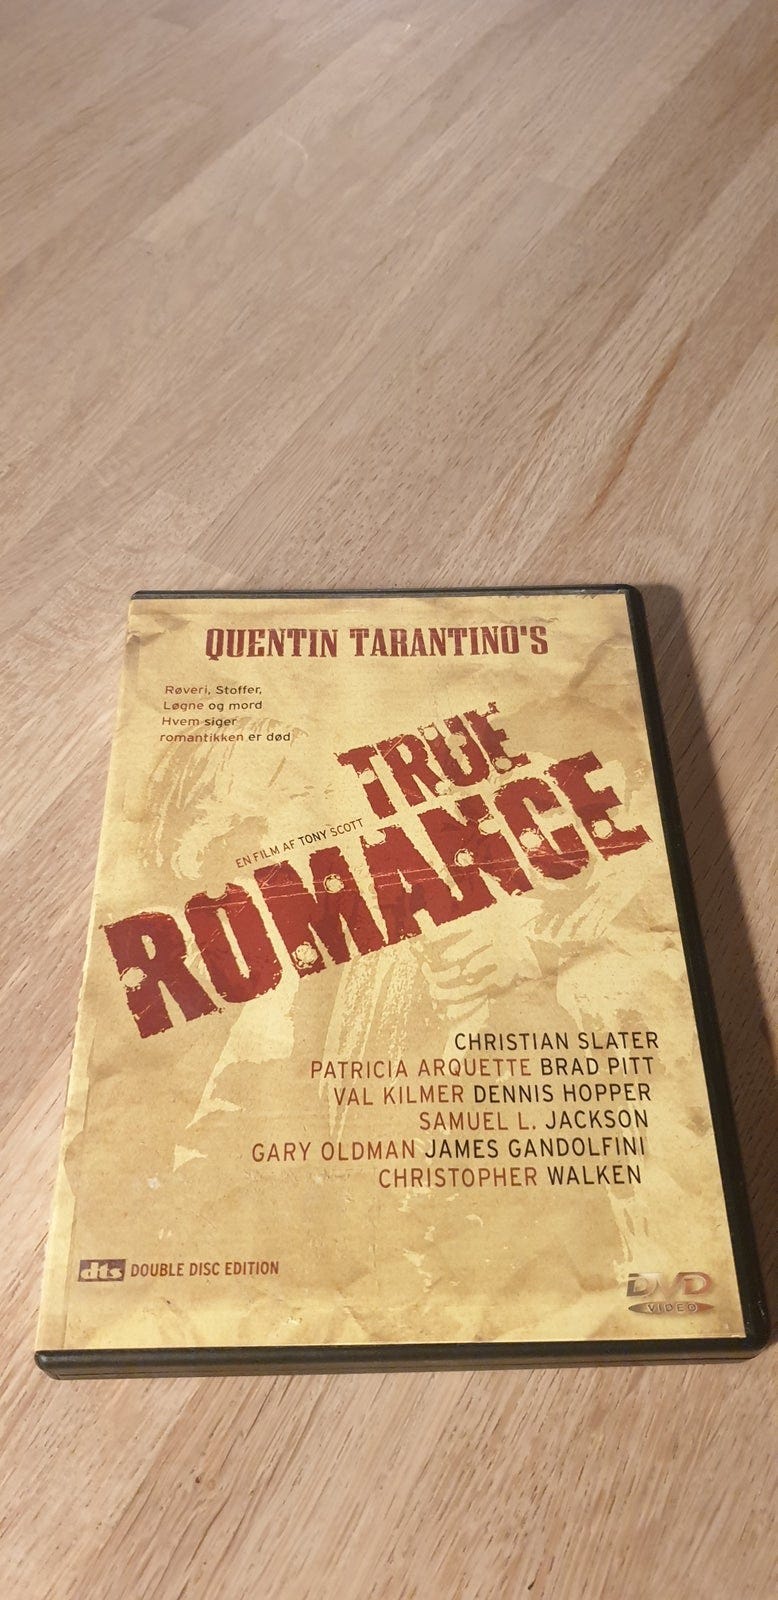 QUENTIN TARANTINO'S
Røveri, Stoffer,
Løgne og mord
Hvem siger
romantikken er død
TRUE
EN FILM AF TONY SCOTT
ROMANCE
CHRISTIAN SLATER
PATRICIA ARQUETTE BRAD PITT
VAL KILMER DENNIS HOPPER
SAMUEL L. JACKSON
GARY OLDMAN JAMES GANDOLFINI
CHRISTOPHER WALKEN
dts DOUBLE DISC EDITION
DVD
VIDEO